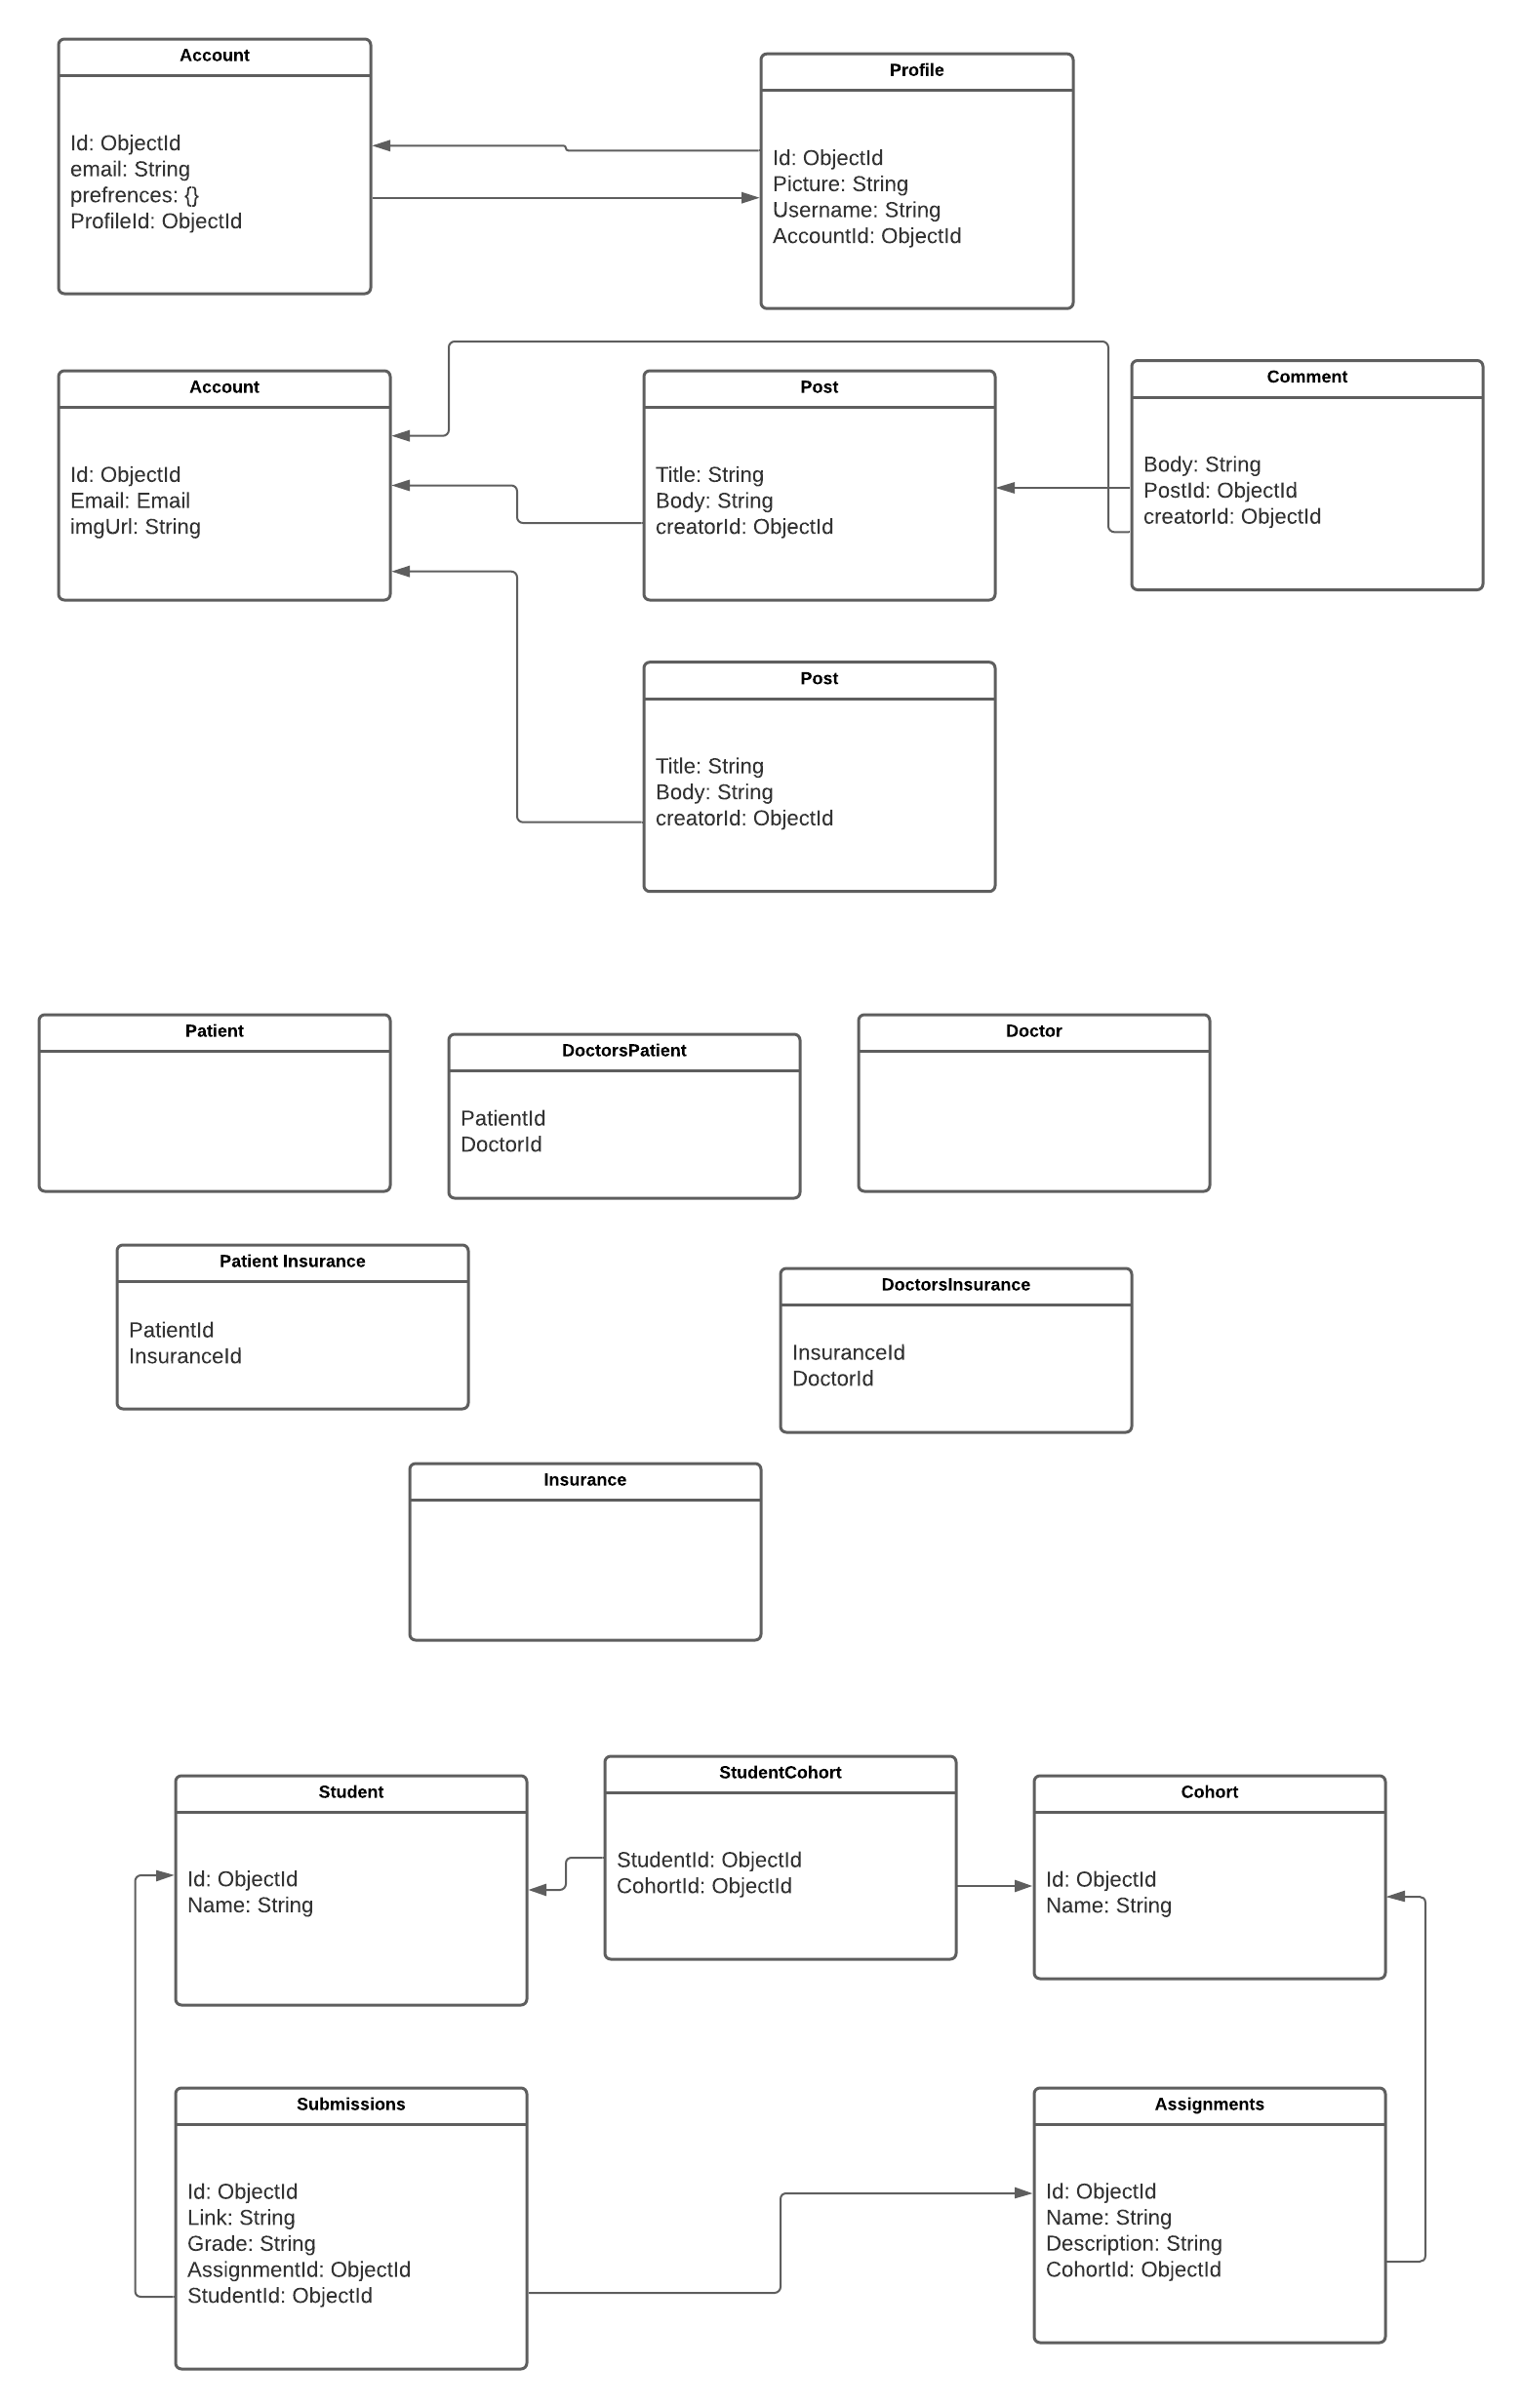 Account
Id: ObjectId
email: String
prefrences: {}
ProfileId: ObjectId
Profile
Id: ObjectId
Picture: String
Username: String
AccountId: ObjectId
Account
Id: ObjectId
Email: Email
imgUrl: String
Post
Title: String
Body: String
creatorId: ObjectId
Comment
Body: String
PostId: ObjectId
creatorId: ObjectId
Post
Title: String
Body: String
creatorId: ObjectId
Patient
DoctorsPatient
PatientId
DoctorId
Doctor
Patient Insurance
PatientId
InsuranceId
DoctorsInsurance
InsuranceId
DoctorId
Insurance
Student
Id: ObjectId
Name: String
StudentCohort
StudentId: ObjectId
CohortId: ObjectId
Cohort
Id: ObjectId
Name: String
Submissions
Id: ObjectId
Link: String
Grade: String
AssignmentId: ObjectId
StudentId: ObjectId
Assignments
Id: ObjectId
Name: String
Description: String
CohortId: ObjectId